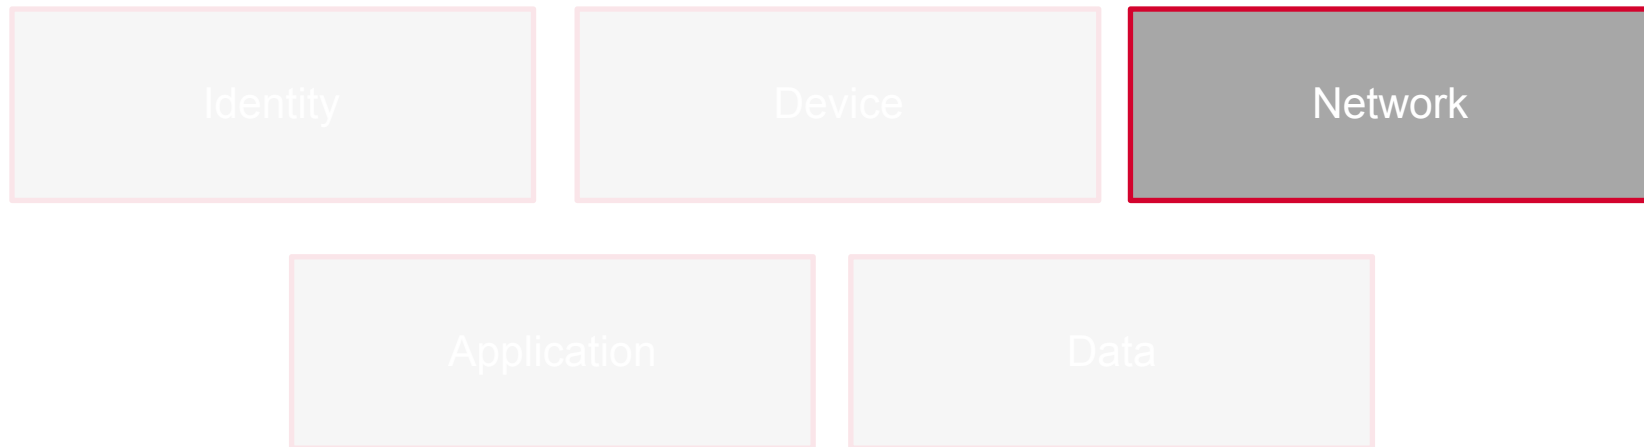 Identity
Device
Network
Application
Data